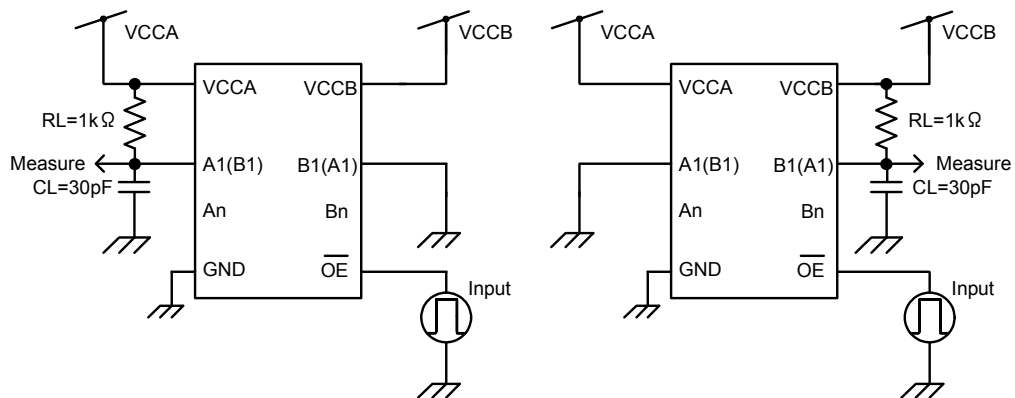 VCCA
VCCB
VCCA
VCCB
RL=1kΩ
Measure
CL=30pF
A1(B1)
B1(A1)
An
Bn
GND
OE
Input
VCCA
VCCB
VCCA
VCCB
RL=1kΩ
Measure
CL=30pF
A1(B1)
B1(A1)
An
Bn
GND
OE
Input